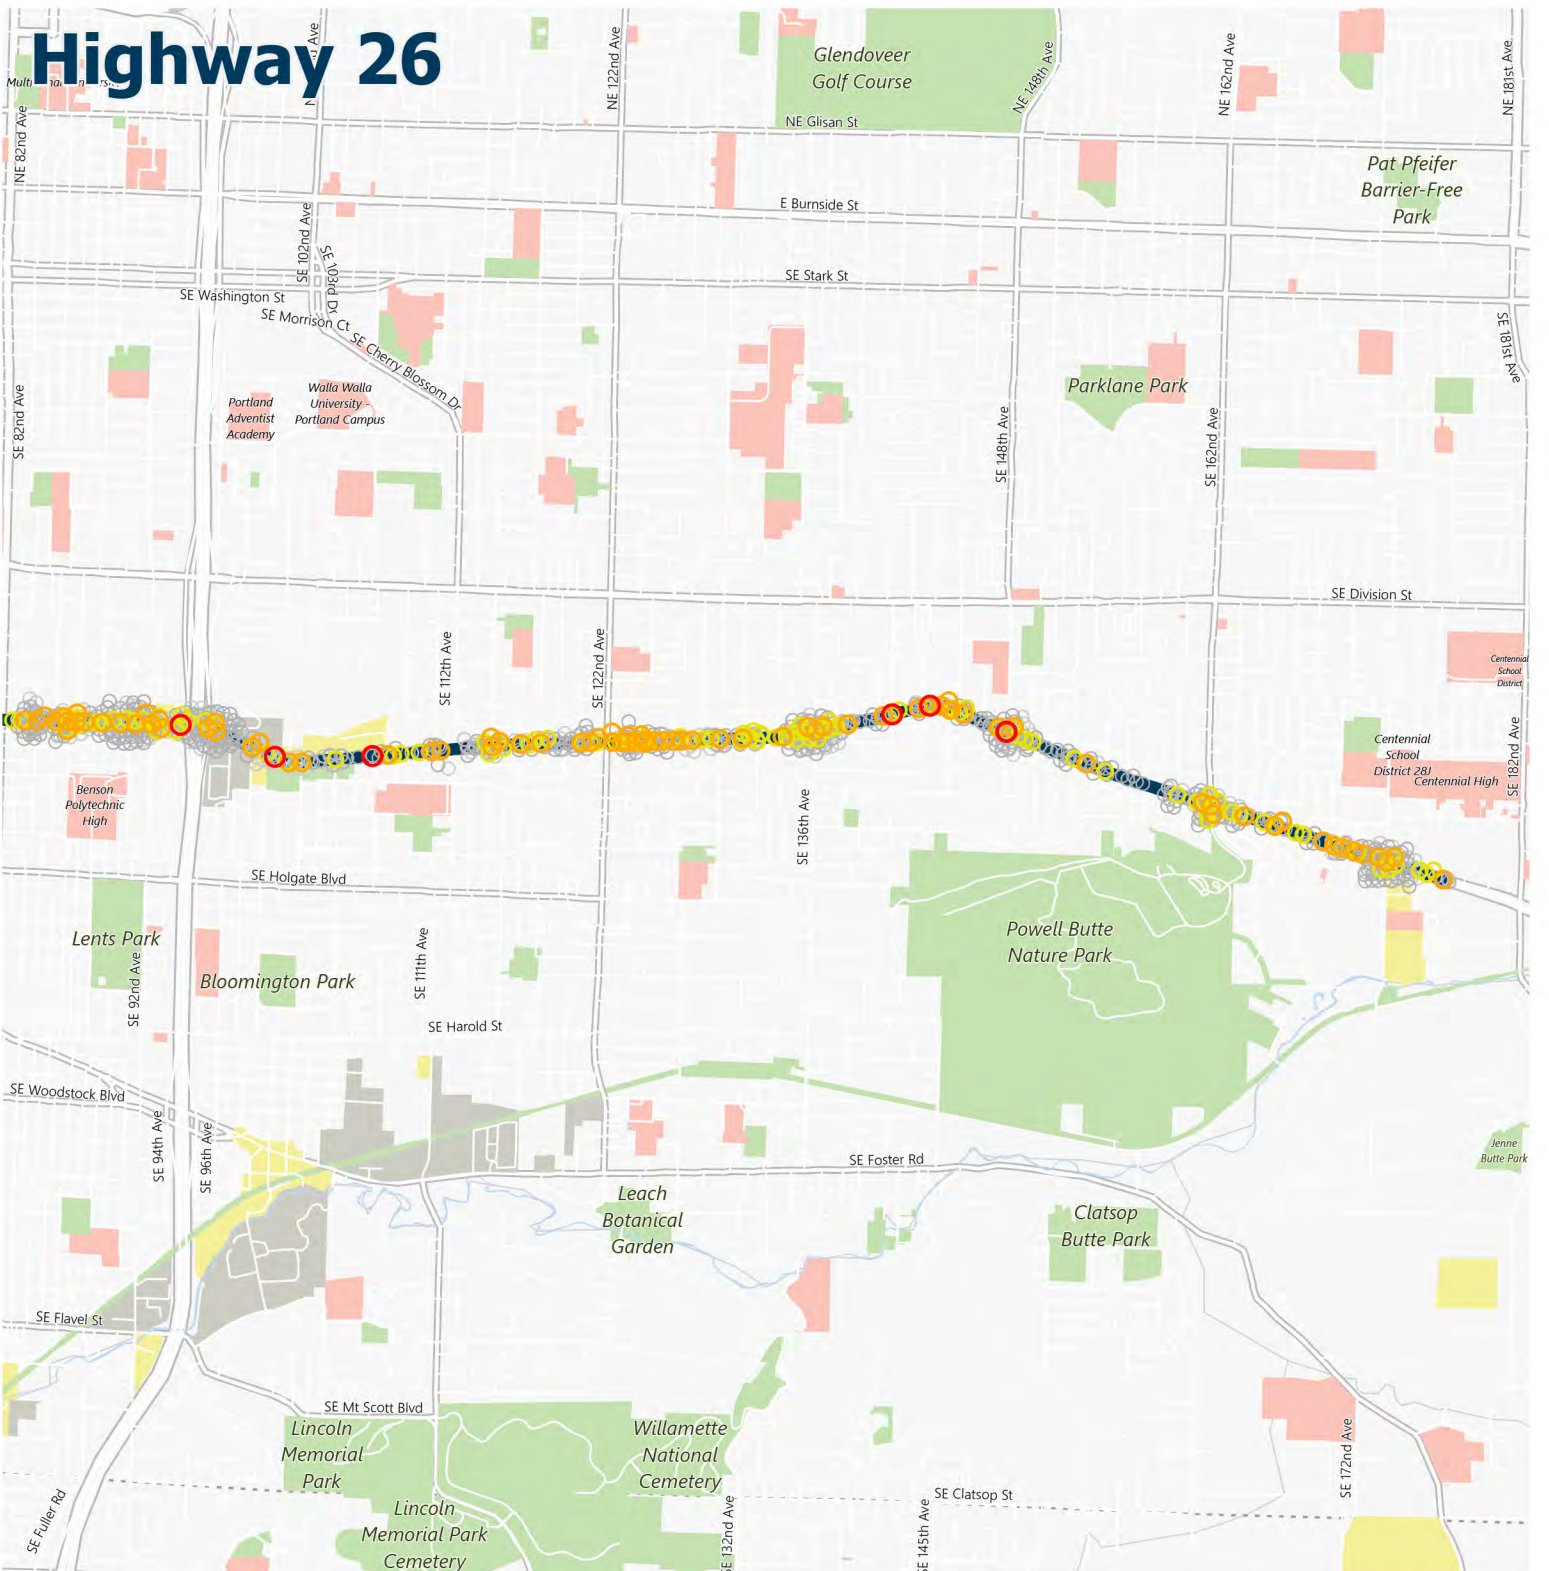 Highway 26
NE 82nd Ave
NE 122nd Ave
Glendoveer
Golf Course
NE 148th Ave
NE 162nd Ave
NE 181st Ave
NE Glisan St
Pat Pfeifer
Barrier-Free
Park
E Burnside St
SE 102nd Ave
SE 103rd Dr
SE Stark St
SE Washington St
SE Morrison Ct
SE Cherry Blossom Dr
SE 181st Ave
SE 82nd Ave
Portland
Adventist
Academy
Walla Walla
University -
Portland Campus
Parklane Park
SE 148th Ave
SE 162nd Ave
SE Division St
SE 112th Ave
SE 122nd Ave
Centennial
School
District
Centennial
School
District 28J
Centennial High
SE 182nd Ave
Benson
Polytechnic
High
SE 136th Ave
SE Holgate Blvd
Lents Park
SE 92nd Ave
Bloomington Park
SE 111th Ave
Powell Butte
Nature Park
SE Harold St
SE Woodstock Blvd
SE 94th Ave
SE 96th Ave
SE Foster Rd
Jenne
Butte Park
Leach
Botanical
Garden
Clatsop
Butte Park
SE Flavel St
SE Mt Scott Blvd
Lincoln
Memorial
Park
Willamette
National
Cemetery
SE Fuller Rd
Lincoln
Memorial Park
Cemetery
SE 132nd Ave
SE 145th Ave
SE Clatsop St
SE 172nd Ave